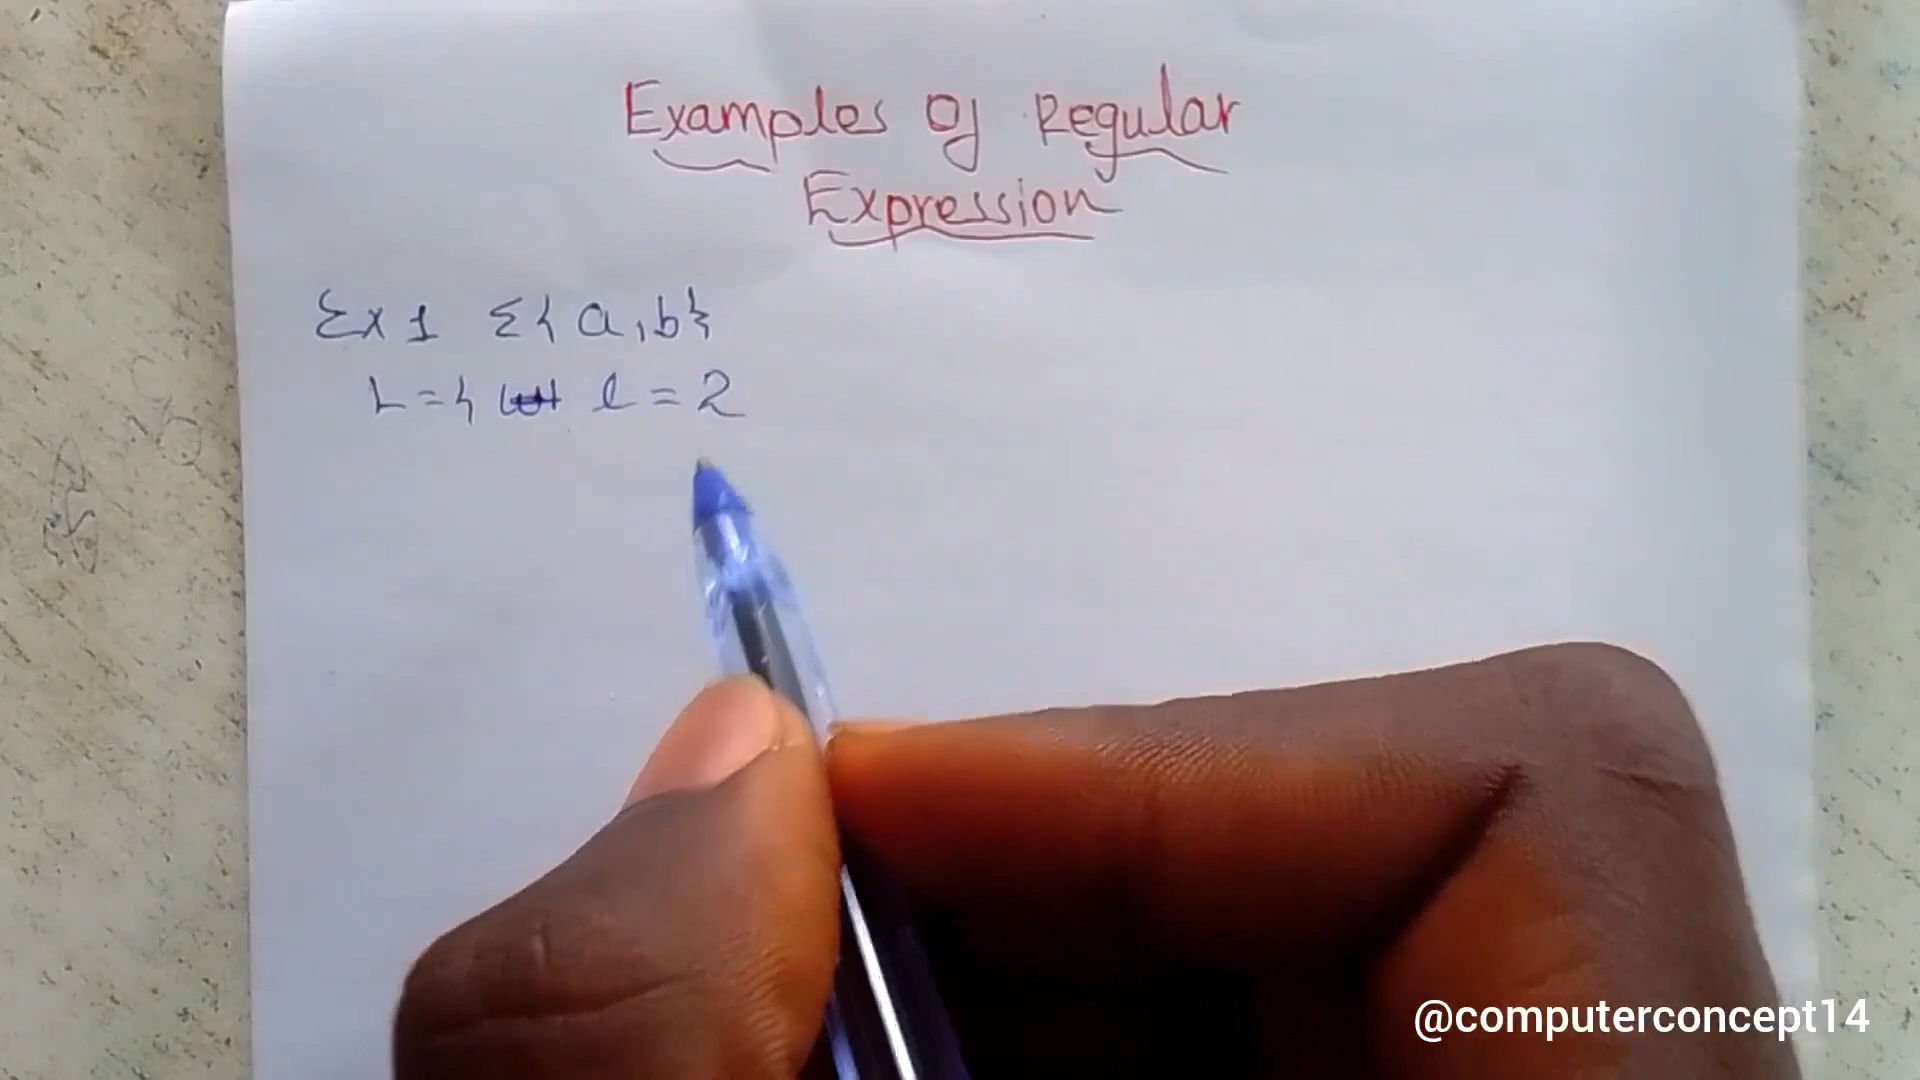 Examples Of Regular
Expression
Ex 1 Σ{ a,b}
L = { l = 2
@computerconcept14